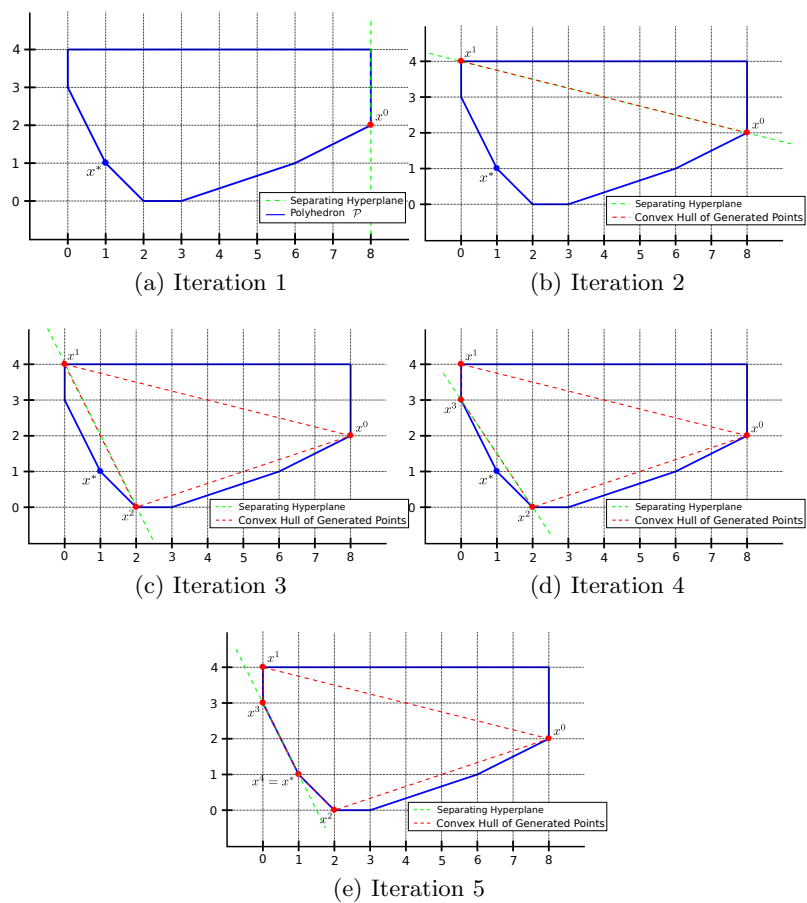 4
3
2
1
0
x^0
x^*
Separating Hyperplane
Polyhedron 𝒫
0 1 2 3 4 5 6 7 8
(a) Iteration 1
x^1
4
3
2
1
0
x^0
x^*
Separating Hyperplane
Convex Hull of Generated Points
0 1 2 3 4 5 6 7 8
(b) Iteration 2
x^1
4
3
2
1
0
x^0
x^*
x^2
Separating Hyperplane
Convex Hull of Generated Points
0 1 2 3 4 5 6 7 8
(c) Iteration 3
x^1
4
3
2
1
0
x^3
x^0
x^*
x^2
Separating Hyperplane
Convex Hull of Generated Points
0 1 2 3 4 5 6 7 8
(d) Iteration 4
x^1
4
3
2
1
0
x^3
x^0
x^4 = x^*
x^2
Separating Hyperplane
Convex Hull of Generated Points
0 1 2 3 4 5 6 7 8
(e) Iteration 5